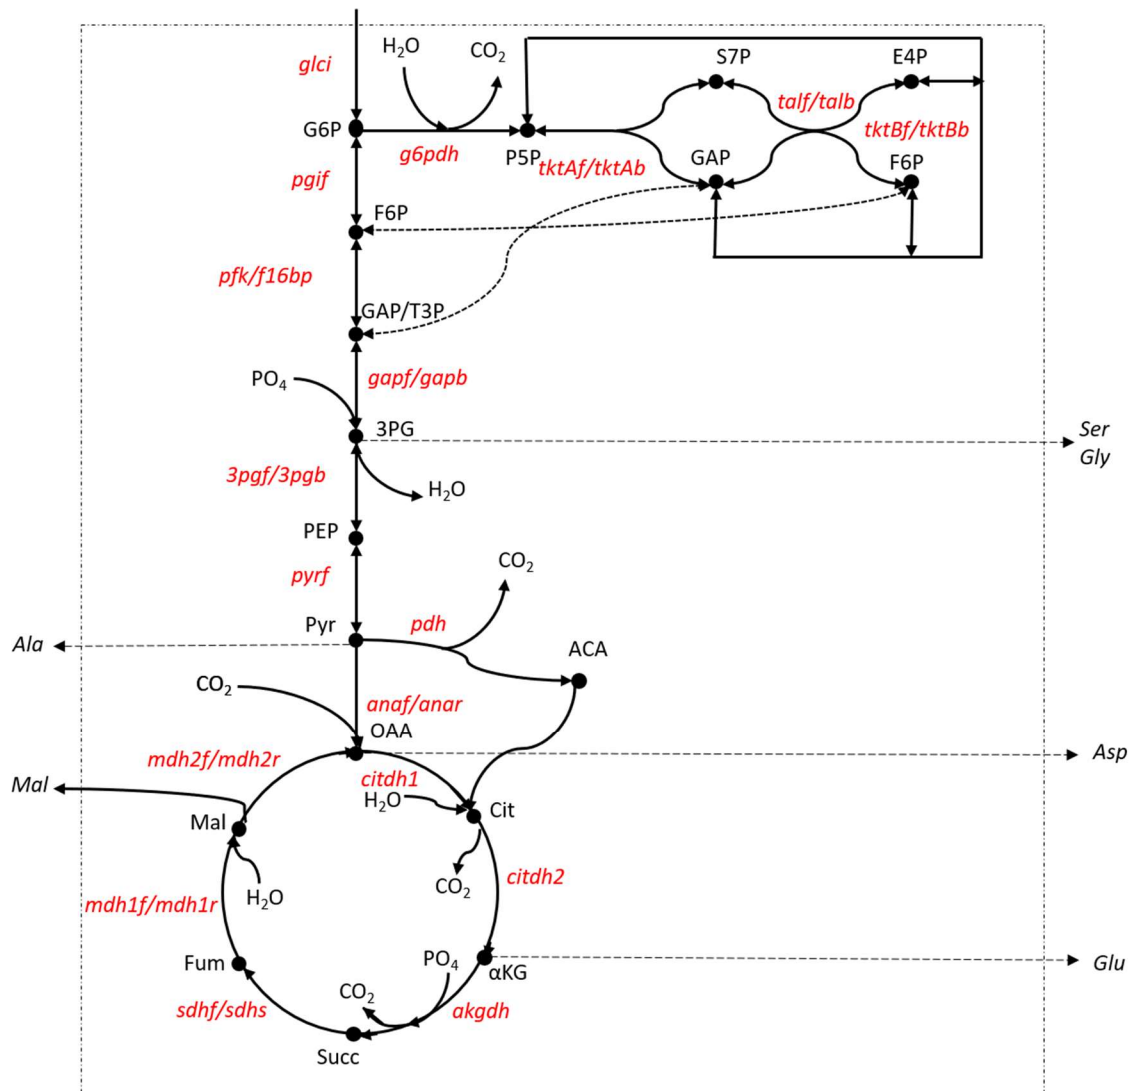 H₂O
CO₂
S7P
E4P
glci
talf/talb
G6P
g6pdh
P5P
tktAf/tktAb
GAP
tktBf/tktBb
F6P
pgif
F6P
pfk/f16bp
GAP/T3P
gapf/gapb
PO₄
3PG
Ser
Gly
3pgf/3pgb
H₂O
PEP
pyrf
CO₂
Pyr
pdh
Ala
ACA
CO₂
anaf/anar
OAA
mdh2f/mdh2r
Asp
citdh1
Mal
H₂O
Cit
Mal
CO₂
citdh2
H₂O
mdh1f/mdh1r
Fum
PO₄
αKG
Glu
CO₂
sdhf/sdhs
akgdh
Succ